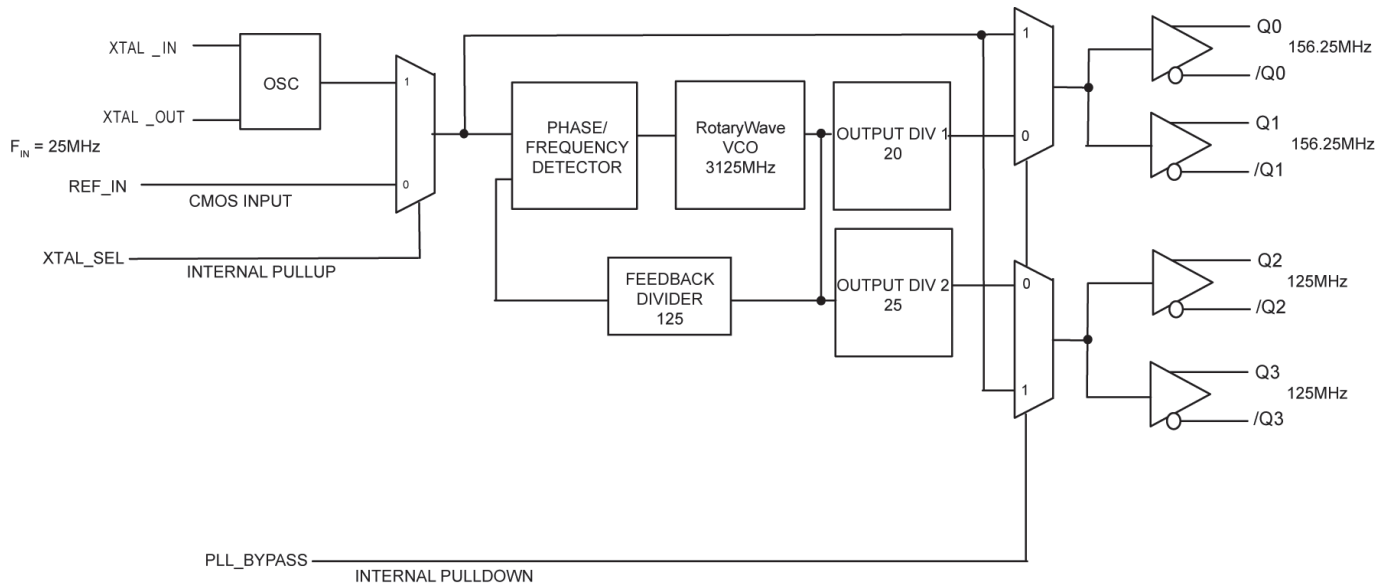 XTAL _IN
OSC
XTAL _OUT
F_IN = 25MHz
REF_IN
CMOS INPUT
XTAL_SEL
INTERNAL PULLUP
1
0
PHASE/
FREQUENCY
DETECTOR
RotaryWave
VCO
3125MHz
OUTPUT DIV 1
20
FEEDBACK
DIVIDER
125
OUTPUT DIV 2
25
1
0
0
1
Q0
156.25MHz
/Q0
Q1
156.25MHz
/Q1
Q2
125MHz
/Q2
Q3
125MHz
/Q3
PLL_BYPASS
INTERNAL PULLDOWN